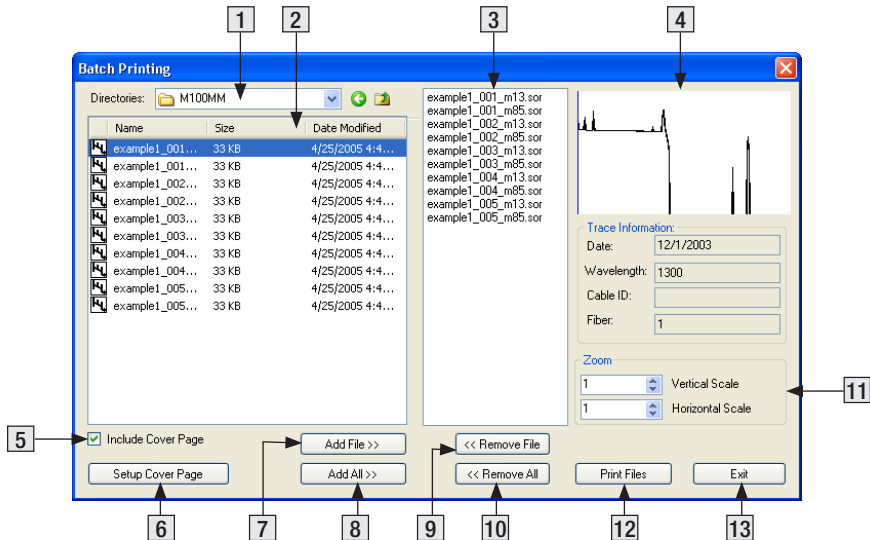 1
2
3
4
Batch Printing
Directories: M100MM
Name Size Date Modified
example1_001... 33 KB 4/25/2005 4:4...
example1_001... 33 KB 4/25/2005 4:4...
example1_002... 33 KB 4/25/2005 4:4...
example1_002... 33 KB 4/25/2005 4:4...
example1_003... 33 KB 4/25/2005 4:4...
example1_003... 33 KB 4/25/2005 4:4...
example1_004... 33 KB 4/25/2005 4:4...
example1_004... 33 KB 4/25/2005 4:4...
example1_005... 33 KB 4/25/2005 4:4...
example1_005... 33 KB 4/25/2005 4:4...
example1_001_m13.sor
example1_001_m85.sor
example1_002_m13.sor
example1_002_m85.sor
example1_003_m13.sor
example1_003_m85.sor
example1_004_m13.sor
example1_004_m85.sor
example1_005_m13.sor
example1_005_m85.sor
Trace Information:
Date: 12/1/2003
Wavelength: 1300
Cable ID:
Fiber: 1
Zoom
1 Vertical Scale
1 Horizontal Scale
11
5
Include Cover Page
Add File >>
<< Remove File
Setup Cover Page
Add All >>
<< Remove All
Print Files
Exit
6
7
8
9
10
12
13